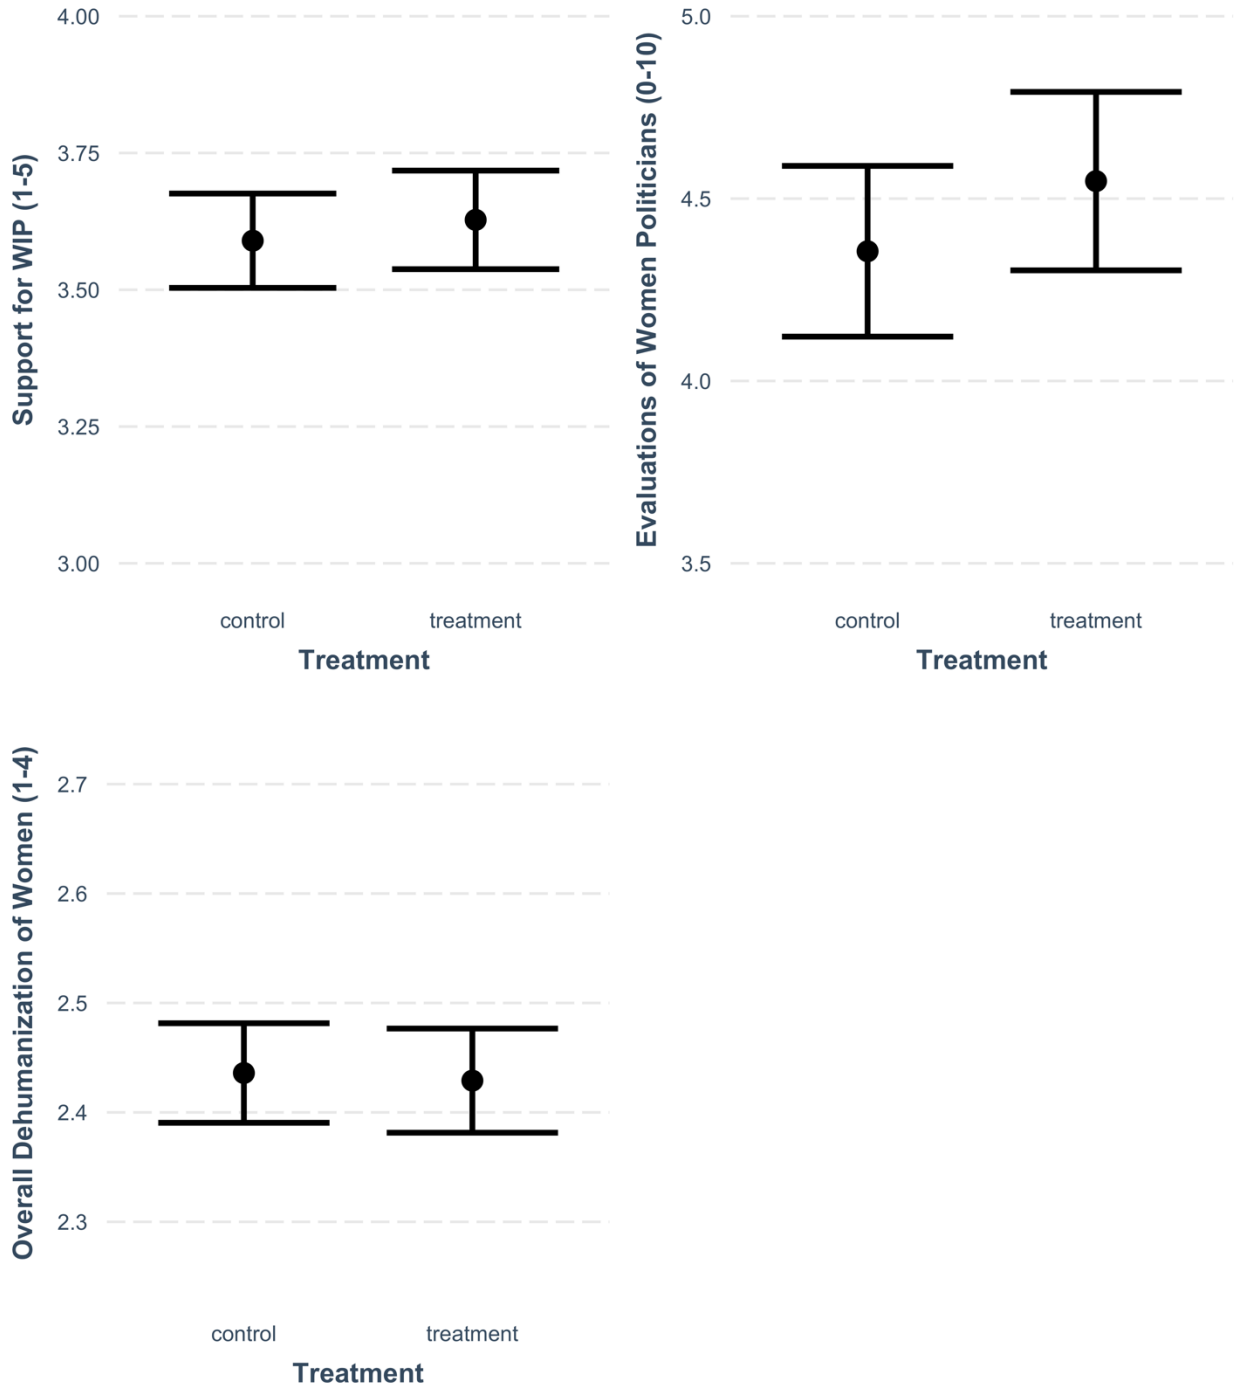 Support for WIP (1-5)
4.00
3.75
3.50
3.25
3.00
control treatment
Treatment
Evaluations of Women Politicians (0-10)
5.0
4.5
4.0
3.5
control treatment
Treatment
Overall Dehumanization of Women (1-4)
2.7
2.6
2.5
2.4
2.3
control treatment
Treatment